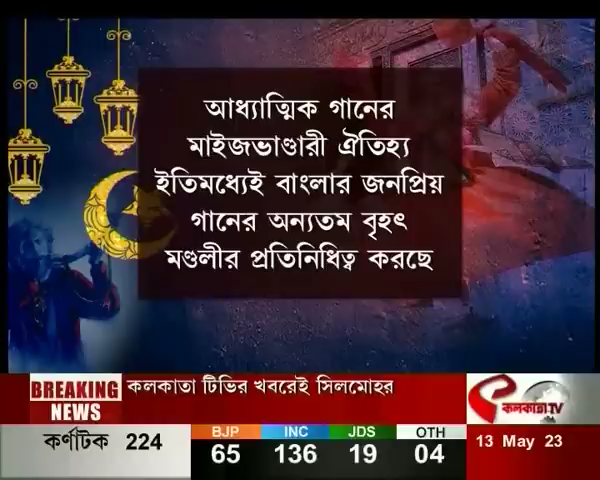 আধ্যাত্মিক গানের
মাইজভাণ্ডারী ঐতিহ্য
ইতিমধ্যেই বাংলার জনপ্রিয়
গানের অন্যতম বৃহৎ
মণ্ডলীর প্রতিনিধিত্ব করছে
BREAKING NEWS
কলকাতা টিভির খবরেই সিলমোহর
কলকাতা TV
কর্ণাটক 224
BJP INC JDS OTH
65 136 19 04
13 May 23